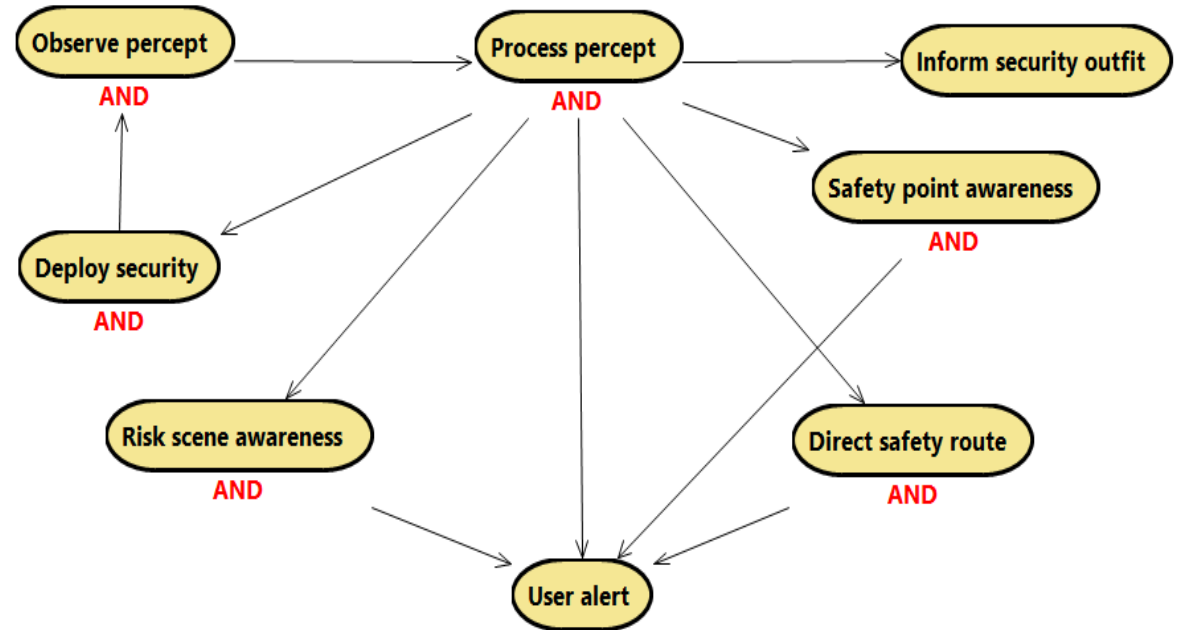 Observe percept
AND
Process percept
AND
Inform security outfit
Safety point awareness
AND
Deploy security
AND
Risk scene awareness
AND
Direct safety route
AND
User alert